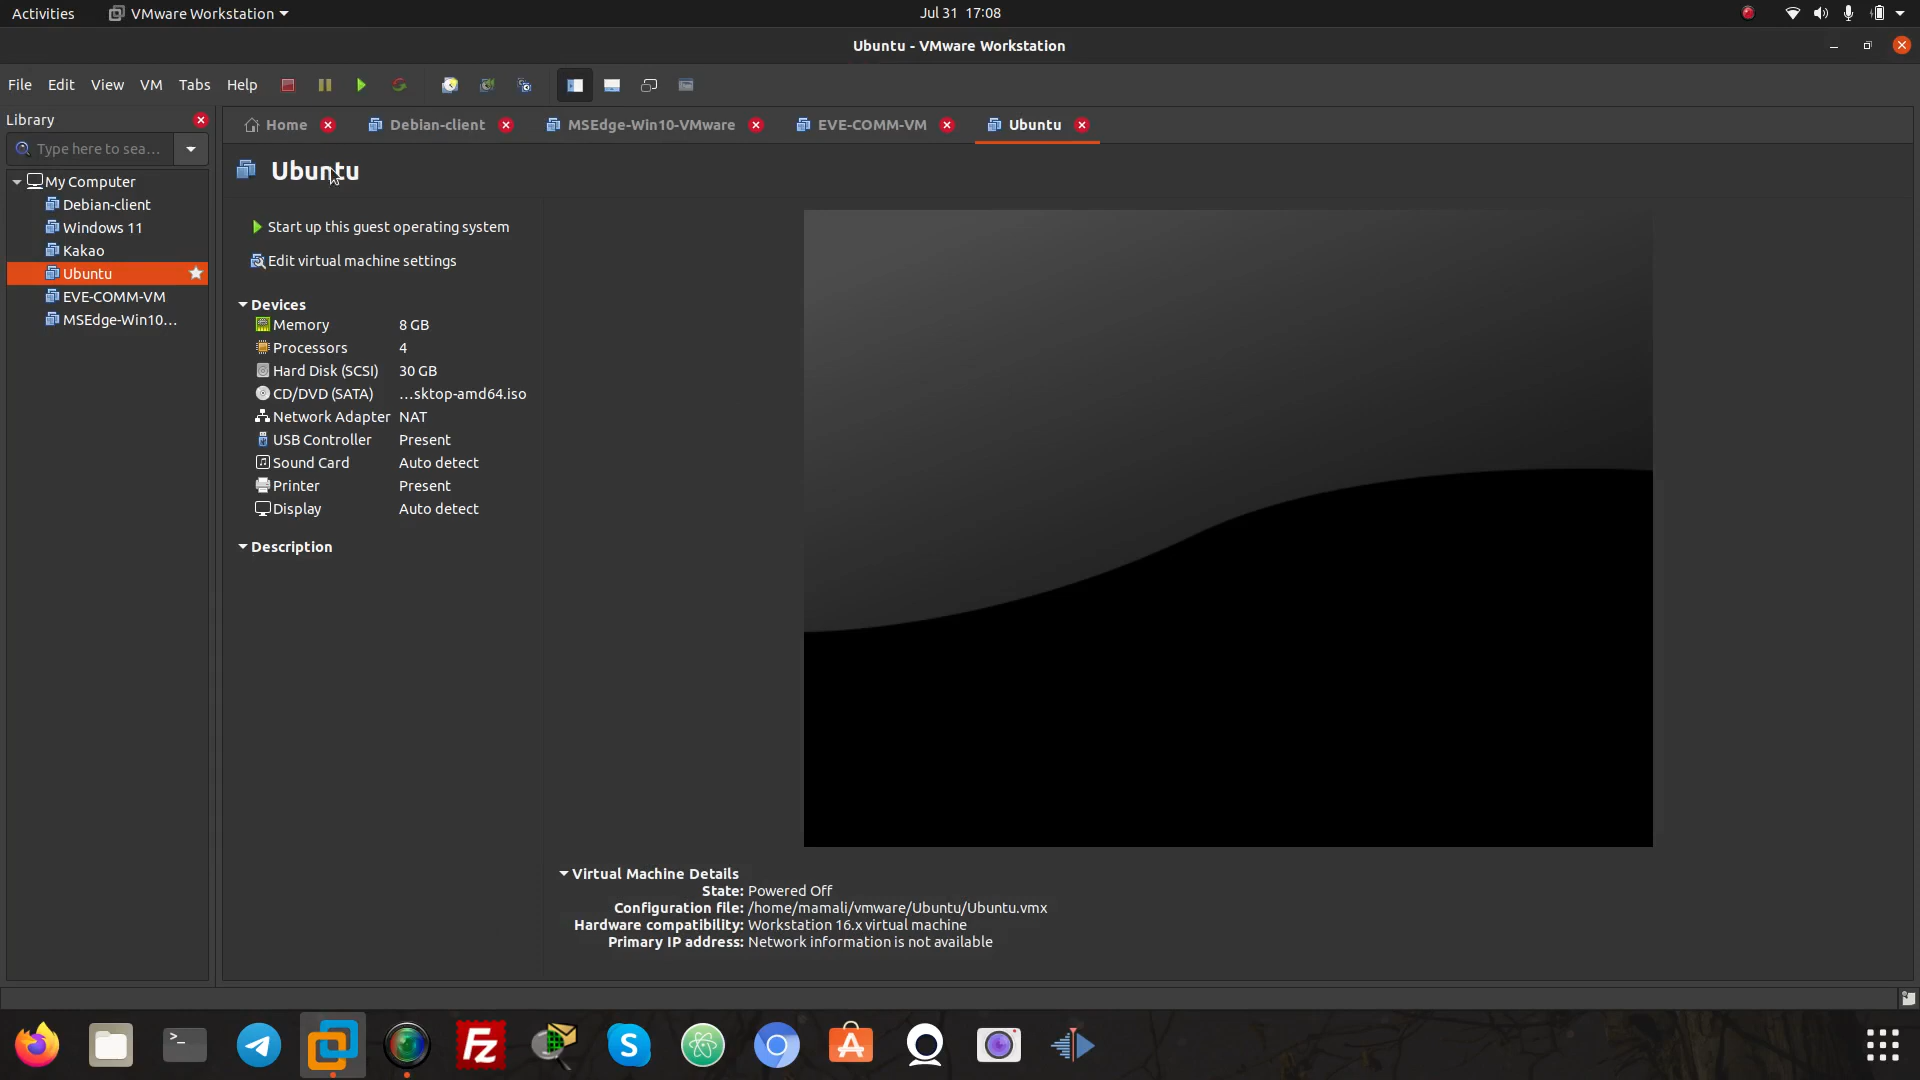 Activities
VMware Workstation
Jul 31 17:08
Ubuntu - VMware Workstation
File Edit View VM Tabs Help
Library
Home
Debian-client
MSEdge-Win10-VMware
EVE-COMM-VM
Ubuntu
Type here to sea...
My Computer
Debian-client
Windows 11
Kakao
Ubuntu
EVE-COMM-VM
MSEdge-Win10...
Ubuntu
Start up this guest operating system
Edit virtual machine settings
Devices
Memory 8 GB
Processors 4
Hard Disk (SCSI) 30 GB
CD/DVD (SATA) ...sktop-amd64.iso
Network Adapter NAT
USB Controller Present
Sound Card Auto detect
Printer Present
Display Auto detect
Description
Virtual Machine Details
State: Powered Off
Configuration file: /home/mamali/vmware/Ubuntu/Ubuntu.vmx
Hardware compatibility: Workstation 16.x virtual machine
Primary IP address: Network information is not available
>_
Fz
S
A